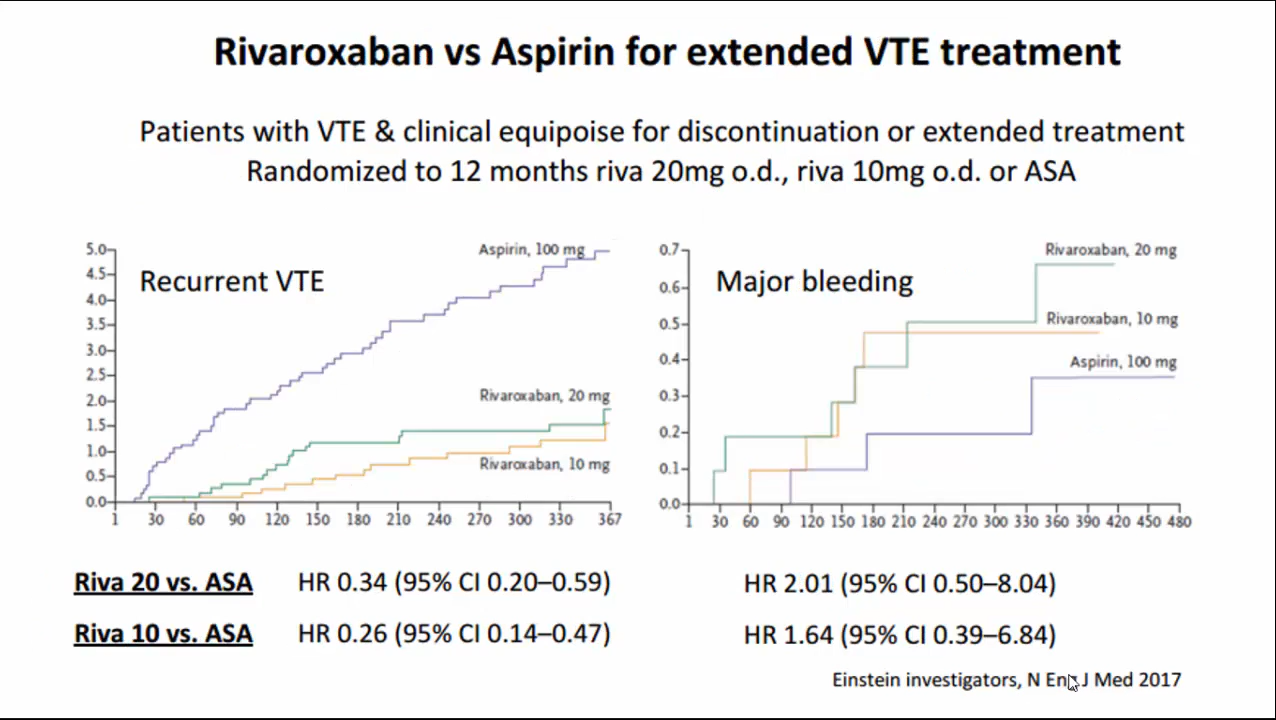 Rivaroxaban vs Aspirin for extended VTE treatment
Patients with VTE & clinical equipoise for discontinuation or extended treatment
Randomized to 12 months riva 20mg o.d., riva 10mg o.d. or ASA
Recurrent VTE
5.0
4.5
4.0
3.5
3.0
2.5
2.0
1.5
1.0
0.5
0.0
Aspirin, 100 mg
Rivaroxaban, 20 mg
Rivaroxaban, 10 mg
1 30 60 90 120 150 180 210 240 270 300 330 367
Major bleeding
0.7
0.6
0.5
0.4
0.3
0.2
0.1
0.0
Rivaroxaban, 20 mg
Rivaroxaban, 10 mg
Aspirin, 100 mg
1 30 60 90 120 150 180 210 240 270 300 330 360 390 420 450 480
Riva 20 vs. ASA HR 0.34 (95% CI 0.20–0.59) HR 2.01 (95% CI 0.50–8.04)
Riva 10 vs. ASA HR 0.26 (95% CI 0.14–0.47) HR 1.64 (95% CI 0.39–6.84)
Einstein investigators, N Eng J Med 2017